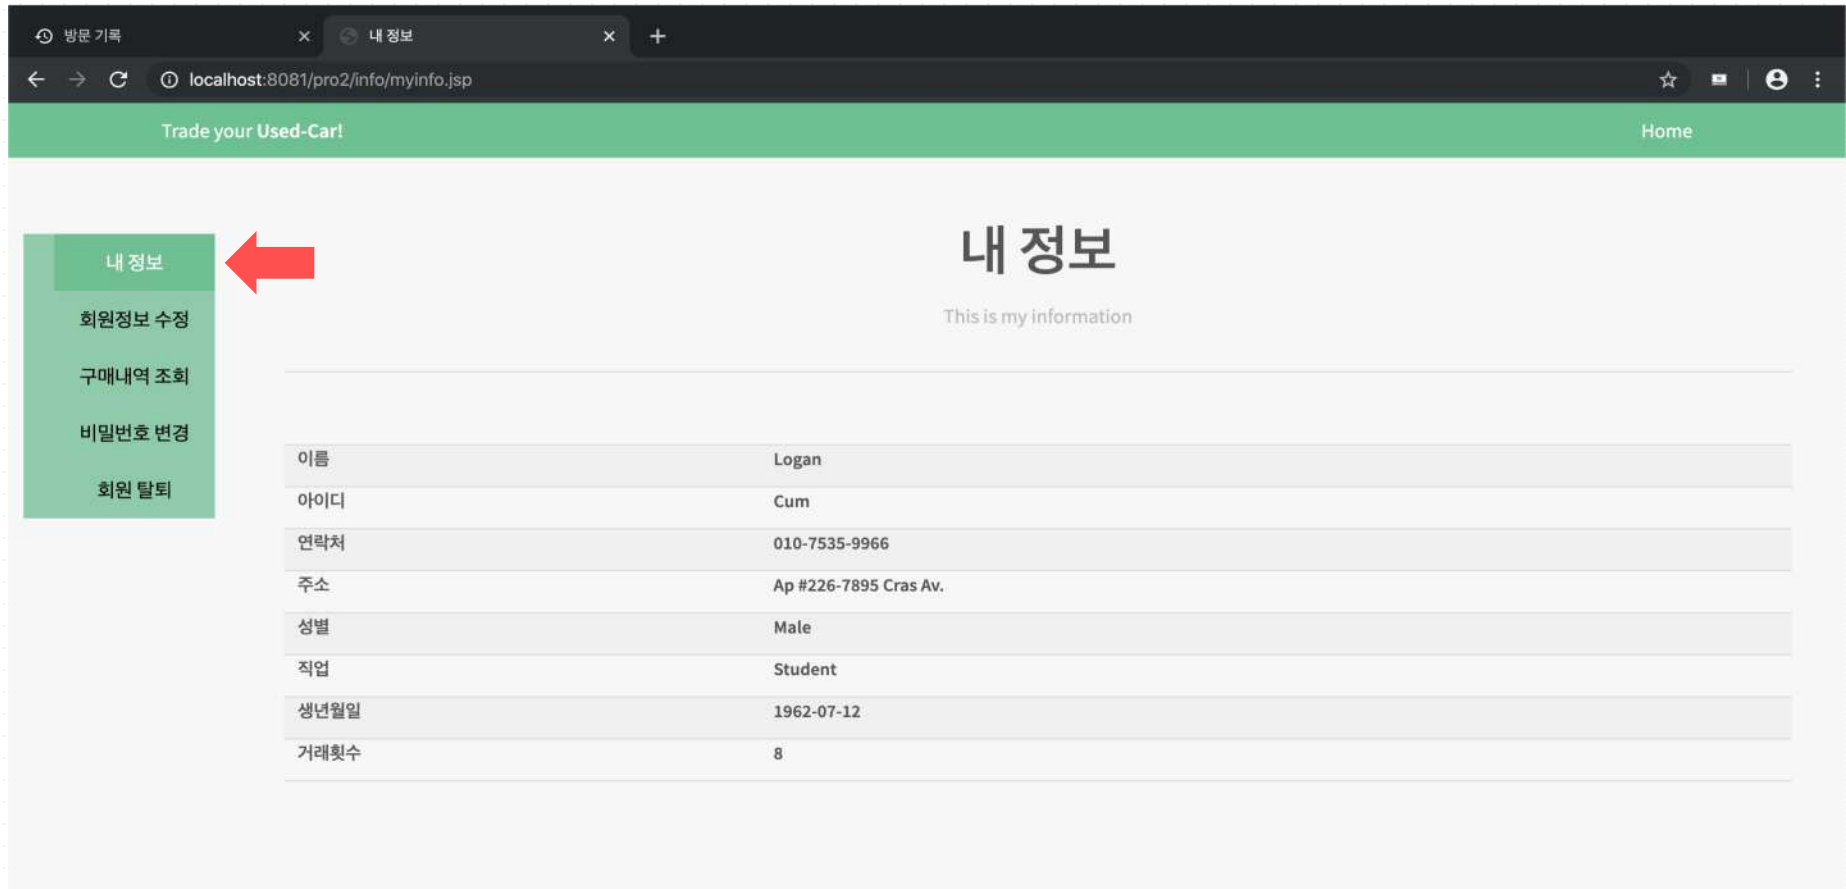 방문 기록
내 정보
localhost:8081/pro2/info/myinfo.jsp
Trade your Used-Car!
Home
내 정보
회원정보 수정
구매내역 조회
비밀번호 변경
회원 탈퇴
내 정보
This is my information
이름 Logan
아이디 Cum
연락처 010-7535-9966
주소 Ap #226-7895 Cras Av.
성별 Male
직업 Student
생년월일 1962-07-12
거래횟수 8